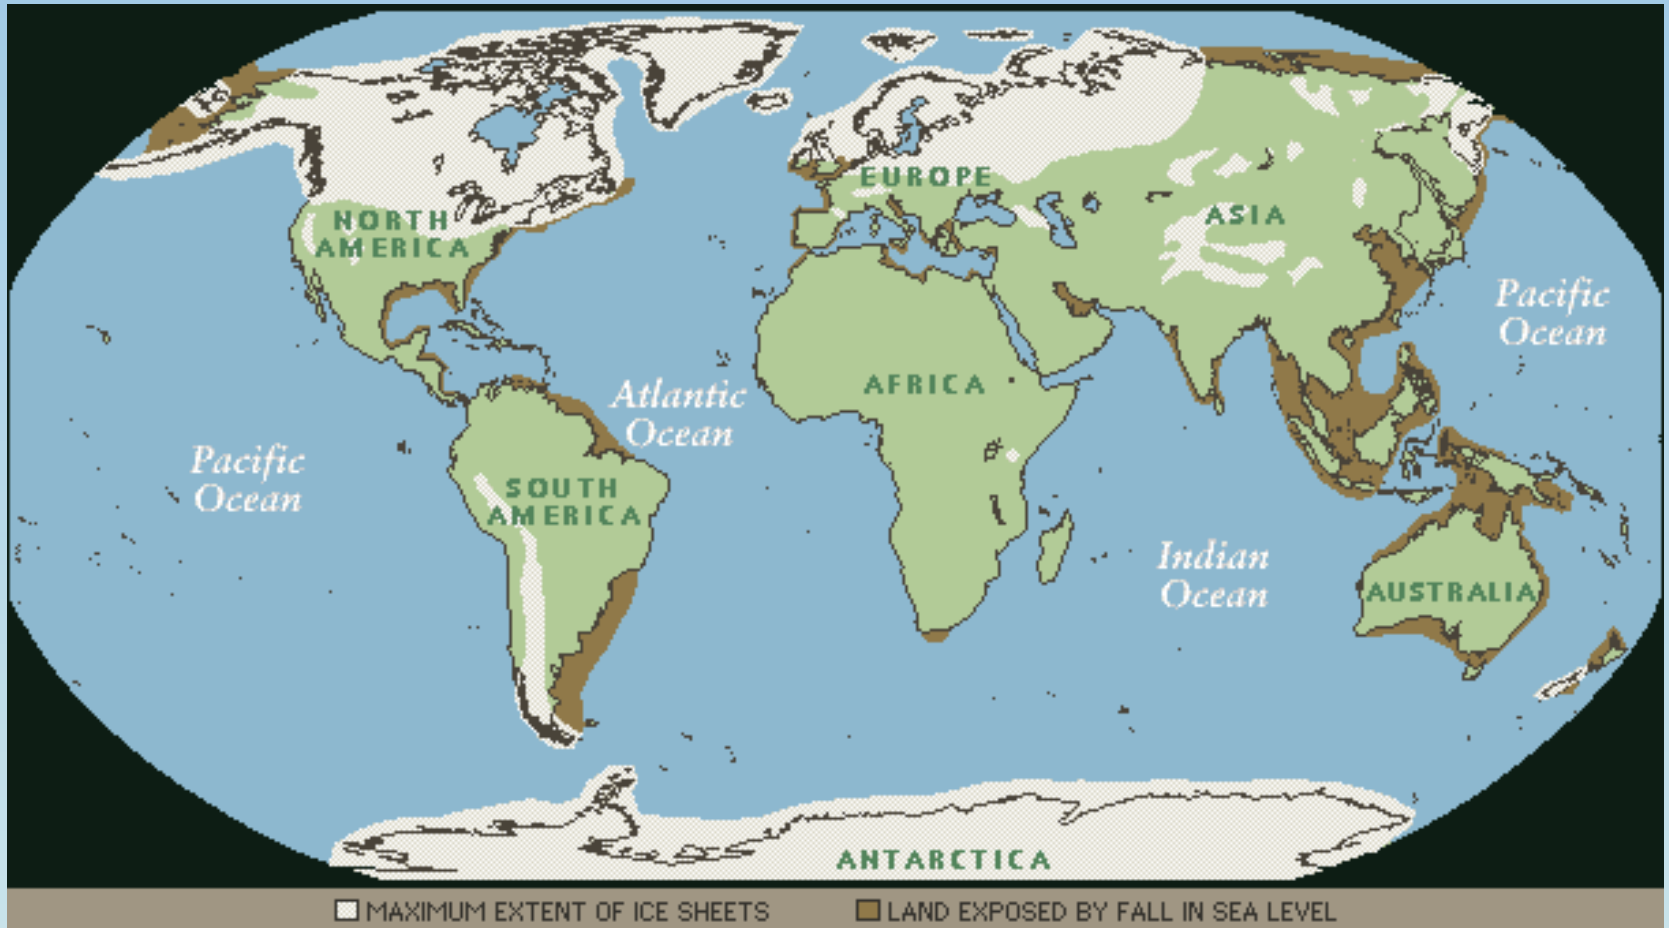 EUROPE
NORTH
AMERICA
ASIA
Pacific
Ocean
Atlantic
Ocean
AFRICA
Pacific
Ocean
SOUTH
AMERICA
Indian
Ocean
AUSTRALIA
ANTARCTICA
MAXIMUM EXTENT OF ICE SHEETS
LAND EXPOSED BY FALL IN SEA LEVEL